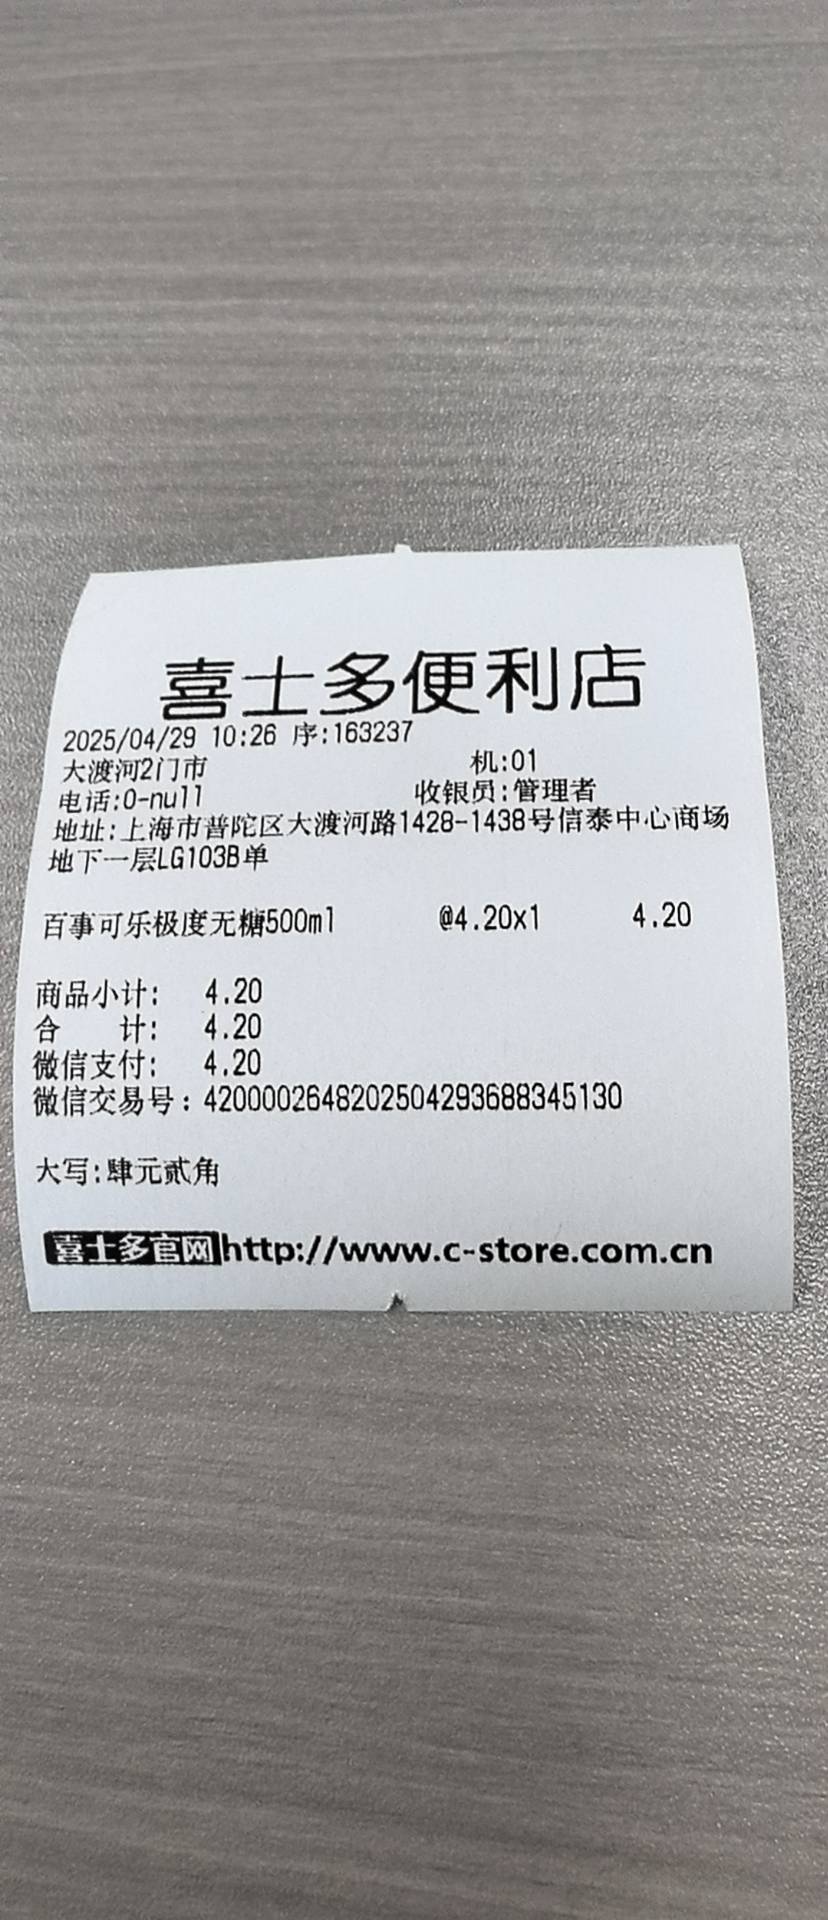 喜士多便利店
2025/04/29 10:26 序:163237
大渡河2门市 机:01
电话:0-null 收银员:管理者
地址:上海市普陀区大渡河路1428-1438号信泰中心商场
地下一层LG103B单
百事可乐极度无糖500ml @4.20x1 4.20
商品小计: 4.20
合 计: 4.20
微信支付: 4.20
微信交易号:4200002648202504293688345130
大写:肆元贰角
喜士多官网http://www.c-store.com.cn